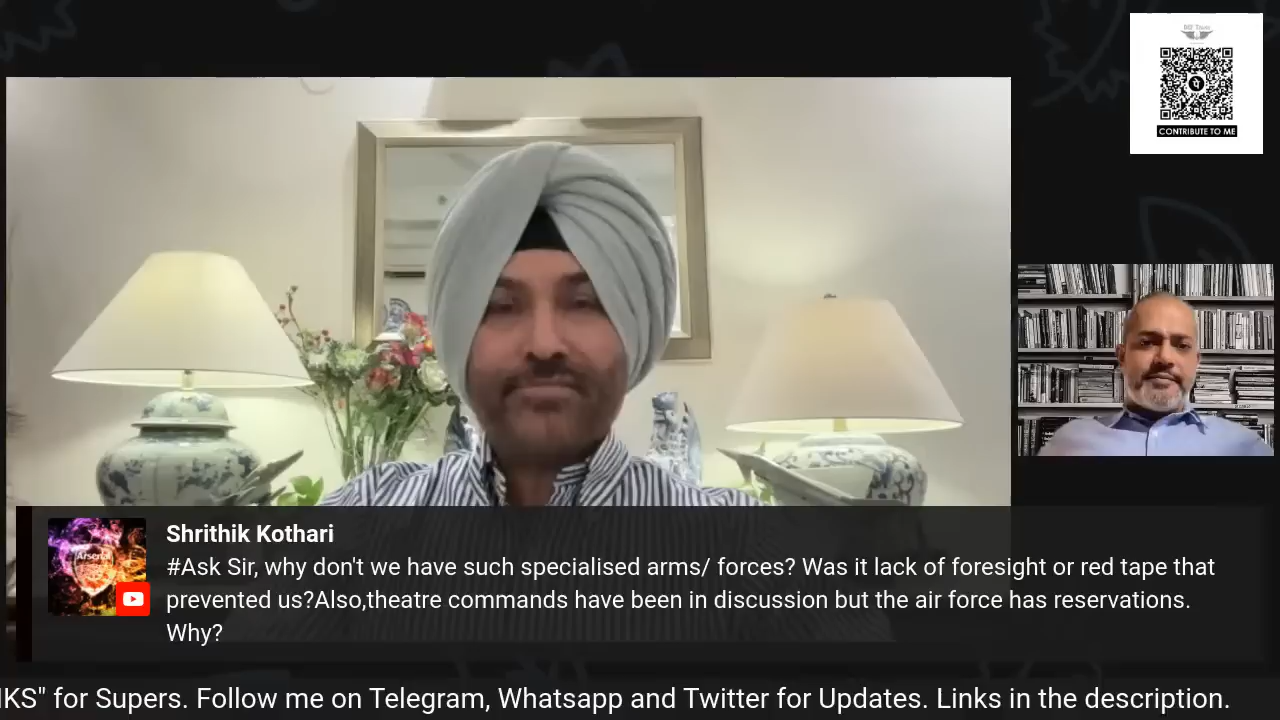 CONTRIBUTE TO ME
Arsenal
Shrithik Kothari
#Ask Sir, why don't we have such specialised arms/ forces? Was it lack of foresight or red tape that
prevented us?Also,theatre commands have been in discussion but the air force has reservations.
Why?
KS" for Supers. Follow me on Telegram, Whatsapp and Twitter for Updates. Links in the description.